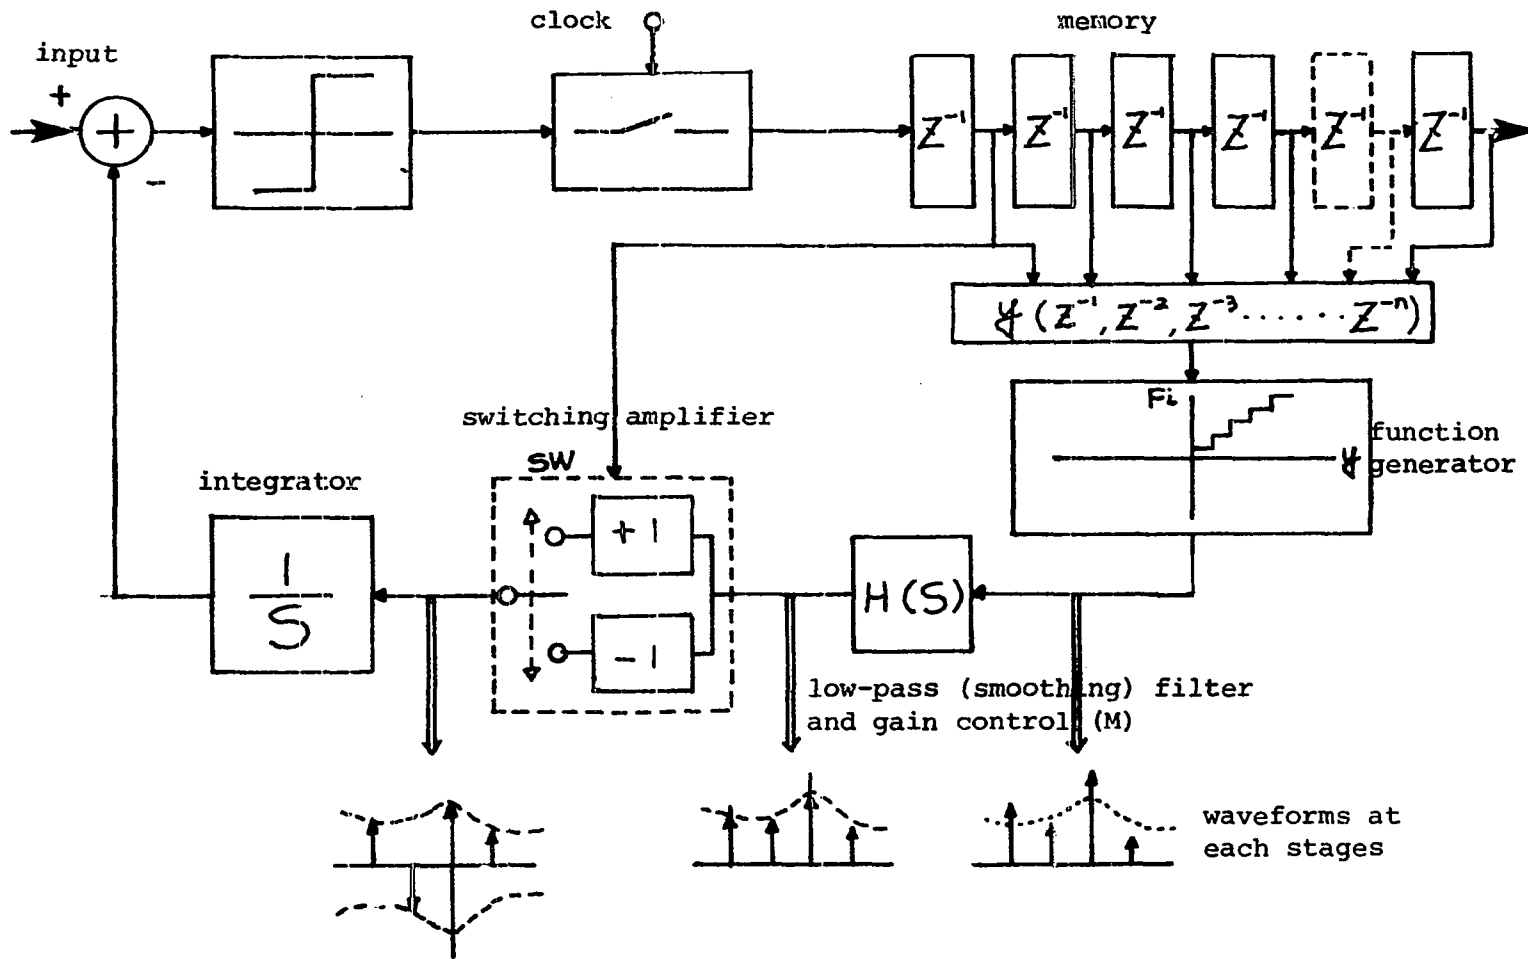 clock
memory
input
+
+
-
Z⁻¹
Z⁻¹
Z⁻¹
Z⁻¹
Z⁻¹
Z⁻¹
y (Z⁻¹, Z⁻², Z⁻³ ...... Z⁻ⁿ)
Fi
y
function
generator
switching amplifier
SW
integrator
+1
-1
1
S
H(S)
low-pass (smoothing) filter
and gain control (M)
waveforms at
each stages